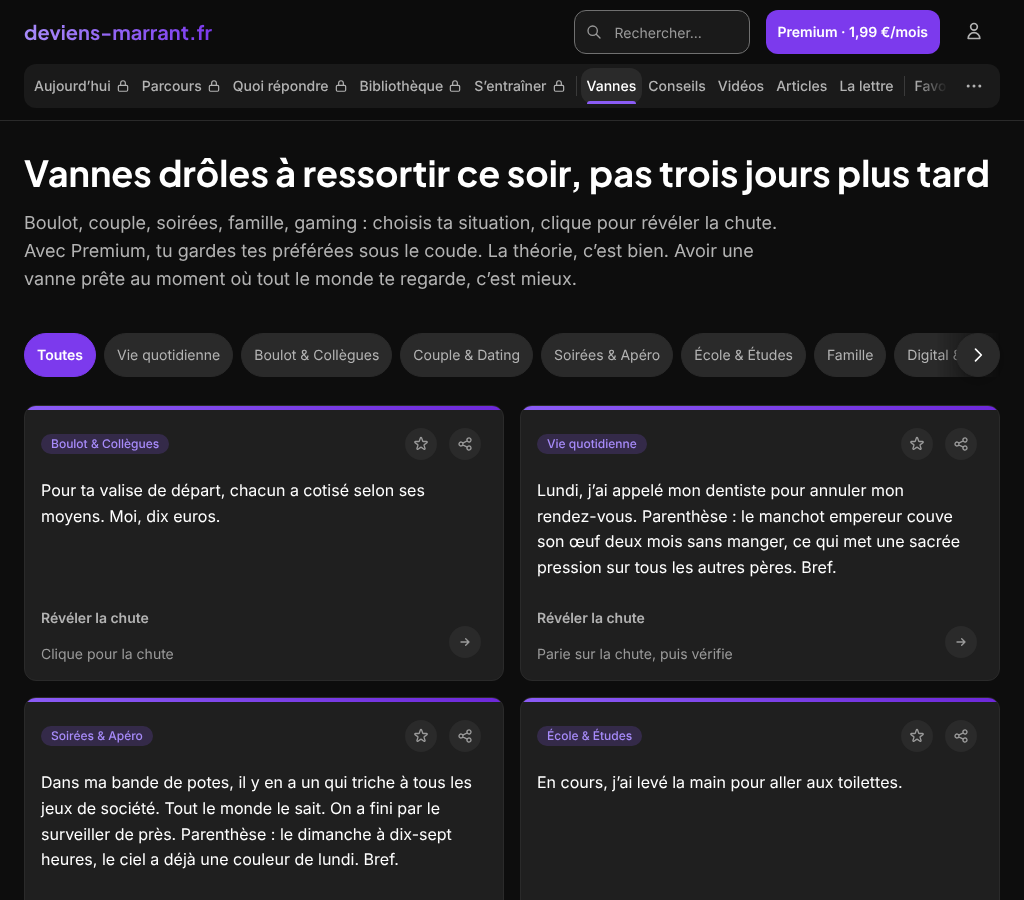 deviens-marrant.fr
Rechercher...
Premium · 1,99 €/mois
Aujourd’hui
Parcours
Quoi répondre
Bibliothèque
S’entraîner
Vannes
Conseils
Vidéos
Articles
La lettre
Vannes drôles à ressortir ce soir, pas trois jours plus tard
Boulot, couple, soirées, famille, gaming : choisis ta situation, clique pour révéler la chute.
Avec Premium, tu gardes tes préférées sous le coude. La théorie, c’est bien. Avoir une
vanne prête au moment où tout le monde te regarde, c’est mieux.
Toutes
Vie quotidienne
Boulot & Collègues
Couple & Dating
Soirées & Apéro
École & Études
Famille
Digital &
Boulot & Collègues
Pour ta valise de départ, chacun a cotisé selon ses
moyens. Moi, dix euros.
Révéler la chute
Clique pour la chute
Vie quotidienne
Lundi, j’ai appelé mon dentiste pour annuler mon
rendez-vous. Parenthèse : le manchot empereur couve
son œuf deux mois sans manger, ce qui met une sacrée
pression sur tous les autres pères. Bref.
Révéler la chute
Parie sur la chute, puis vérifie
Soirées & Apéro
Dans ma bande de potes, il y en a un qui triche à tous les
jeux de société. Tout le monde le sait. On a fini par le
surveiller de près. Parenthèse : le dimanche à dix-sept
heures, le ciel a déjà une couleur de lundi. Bref.
École & Études
En cours, j’ai levé la main pour aller aux toilettes.